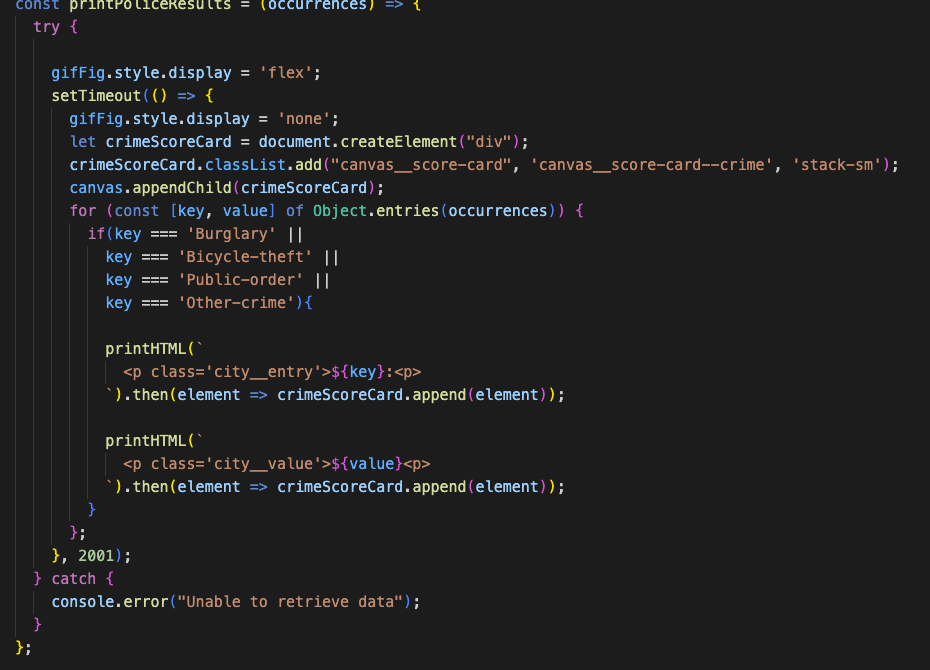 const printPoliceResults = (occurrences) => {
try {
gifFig.style.display = 'flex';
setTimeout(() => {
gifFig.style.display = 'none';
let crimeScoreCard = document.createElement("div");
crimeScoreCard.classList.add("canvas__score-card", 'canvas__score-card--crime', 'stack-sm');
canvas.appendChild(crimeScoreCard);
for (const [key, value] of Object.entries(occurrences)) {
if(key === 'Burglary' ||
key === 'Bicycle-theft' ||
key === 'Public-order' ||
key === 'Other-crime'){
printHTML(`
<p class='city__entry'>${key}:<p>
`).then(element => crimeScoreCard.append(element));
printHTML(`
<p class='city__value'>${value}<p>
`).then(element => crimeScoreCard.append(element));
}
};
}, 2001);
} catch {
console.error("Unable to retrieve data");
}
};